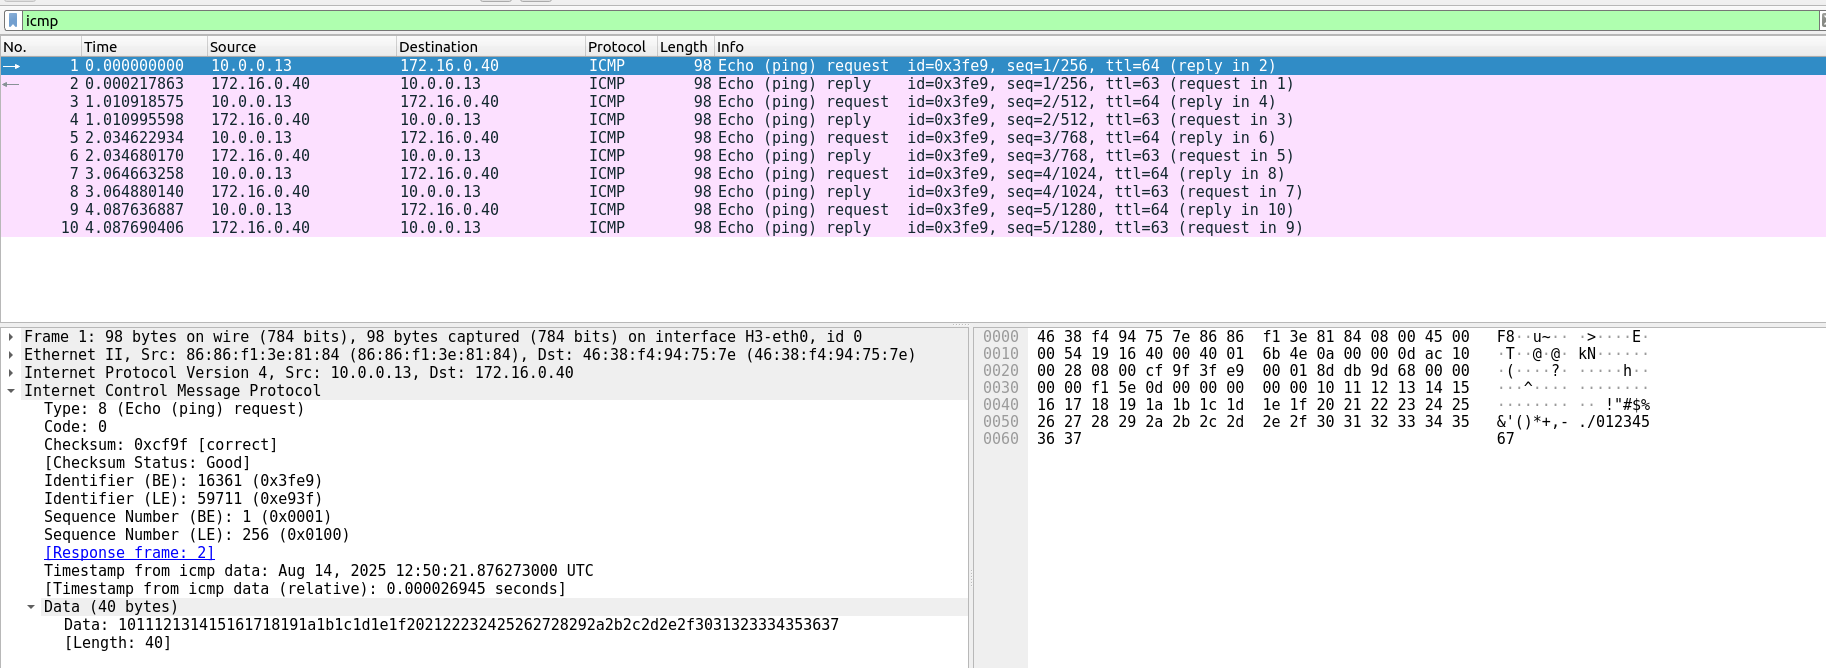 icmp
No. Time Source Destination Protocol Length Info
1 0.000000000 10.0.0.13 172.16.0.40 ICMP 98 Echo (ping) request id=0x3fe9, seq=1/256, ttl=64 (reply in 2)
2 0.000217863 172.16.0.40 10.0.0.13 ICMP 98 Echo (ping) reply id=0x3fe9, seq=1/256, ttl=63 (request in 1)
3 1.010918575 10.0.0.13 172.16.0.40 ICMP 98 Echo (ping) request id=0x3fe9, seq=2/512, ttl=64 (reply in 4)
4 1.010995598 172.16.0.40 10.0.0.13 ICMP 98 Echo (ping) reply id=0x3fe9, seq=2/512, ttl=63 (request in 3)
5 2.034622934 10.0.0.13 172.16.0.40 ICMP 98 Echo (ping) request id=0x3fe9, seq=3/768, ttl=64 (reply in 6)
6 2.034680170 172.16.0.40 10.0.0.13 ICMP 98 Echo (ping) reply id=0x3fe9, seq=3/768, ttl=63 (request in 5)
7 3.064663258 10.0.0.13 172.16.0.40 ICMP 98 Echo (ping) request id=0x3fe9, seq=4/1024, ttl=64 (reply in 8)
8 3.064880140 172.16.0.40 10.0.0.13 ICMP 98 Echo (ping) reply id=0x3fe9, seq=4/1024, ttl=63 (request in 7)
9 4.087636887 10.0.0.13 172.16.0.40 ICMP 98 Echo (ping) request id=0x3fe9, seq=5/1280, ttl=64 (reply in 10)
10 4.087690406 172.16.0.40 10.0.0.13 ICMP 98 Echo (ping) reply id=0x3fe9, seq=5/1280, ttl=63 (request in 9)
Frame 1: 98 bytes on wire (784 bits), 98 bytes captured (784 bits) on interface H3-eth0, id 0
Ethernet II, Src: 86:86:f1:3e:81:84 (86:86:f1:3e:81:84), Dst: 46:38:f4:94:75:7e (46:38:f4:94:75:7e)
Internet Protocol Version 4, Src: 10.0.0.13, Dst: 172.16.0.40
Internet Control Message Protocol
Type: 8 (Echo (ping) request)
Code: 0
Checksum: 0xcf9f [correct]
[Checksum Status: Good]
Identifier (BE): 16361 (0x3fe9)
Identifier (LE): 59711 (0xe93f)
Sequence Number (BE): 1 (0x0001)
Sequence Number (LE): 256 (0x0100)
[Response frame: 2]
Timestamp from icmp data: Aug 14, 2025 12:50:21.876273000 UTC
[Timestamp from icmp data (relative): 0.000026945 seconds]
Data (40 bytes)
Data: 101112131415161718191a1b1c1d1e1f202122232425262728292a2b2c2d2e2f3031323334353637
[Length: 40]
0000 46 38 f4 94 75 7e 86 86 f1 3e 81 84 08 00 45 00 F8··u~·· ·>····E·
0010 00 54 19 16 40 00 40 01 6b 4e 0a 00 00 0d ac 10 ·T··@·@· kN······
0020 00 28 08 00 cf 9f 3f e9 00 01 8d db 9d 68 00 00 ·(····?· ·····h··
0030 00 00 f1 5e 0d 00 00 00 00 00 10 11 12 13 14 15 ···^···· ········
0040 16 17 18 19 1a 1b 1c 1d 1e 1f 20 21 22 23 24 25 ········ ·· !"#$%
0050 26 27 28 29 2a 2b 2c 2d 2e 2f 30 31 32 33 34 35 &'()*+,- ./012345
0060 36 37 67